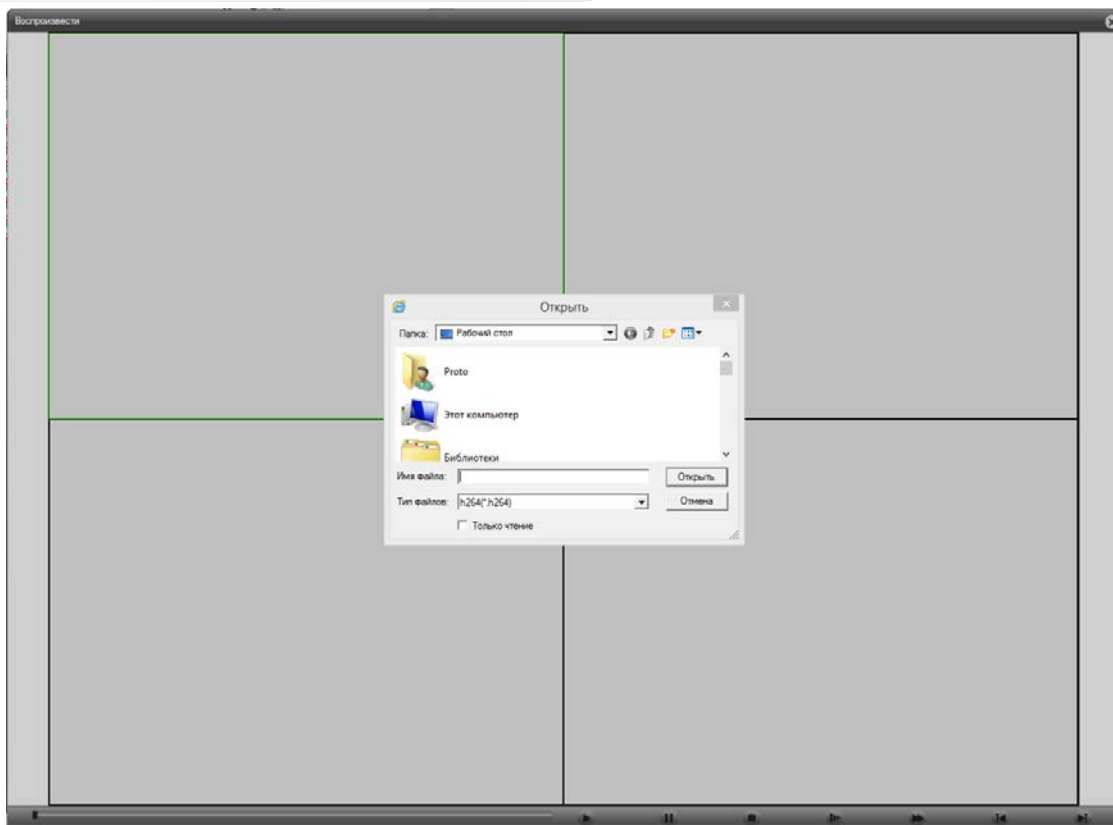 Воспроизвести
Открыть
Папка: Рабочий стол
Proto
Этот компьютер
Библиотеки
Имя файла: Открыть
Тип файлов: h264(*.h264) Отмена
Только чтение